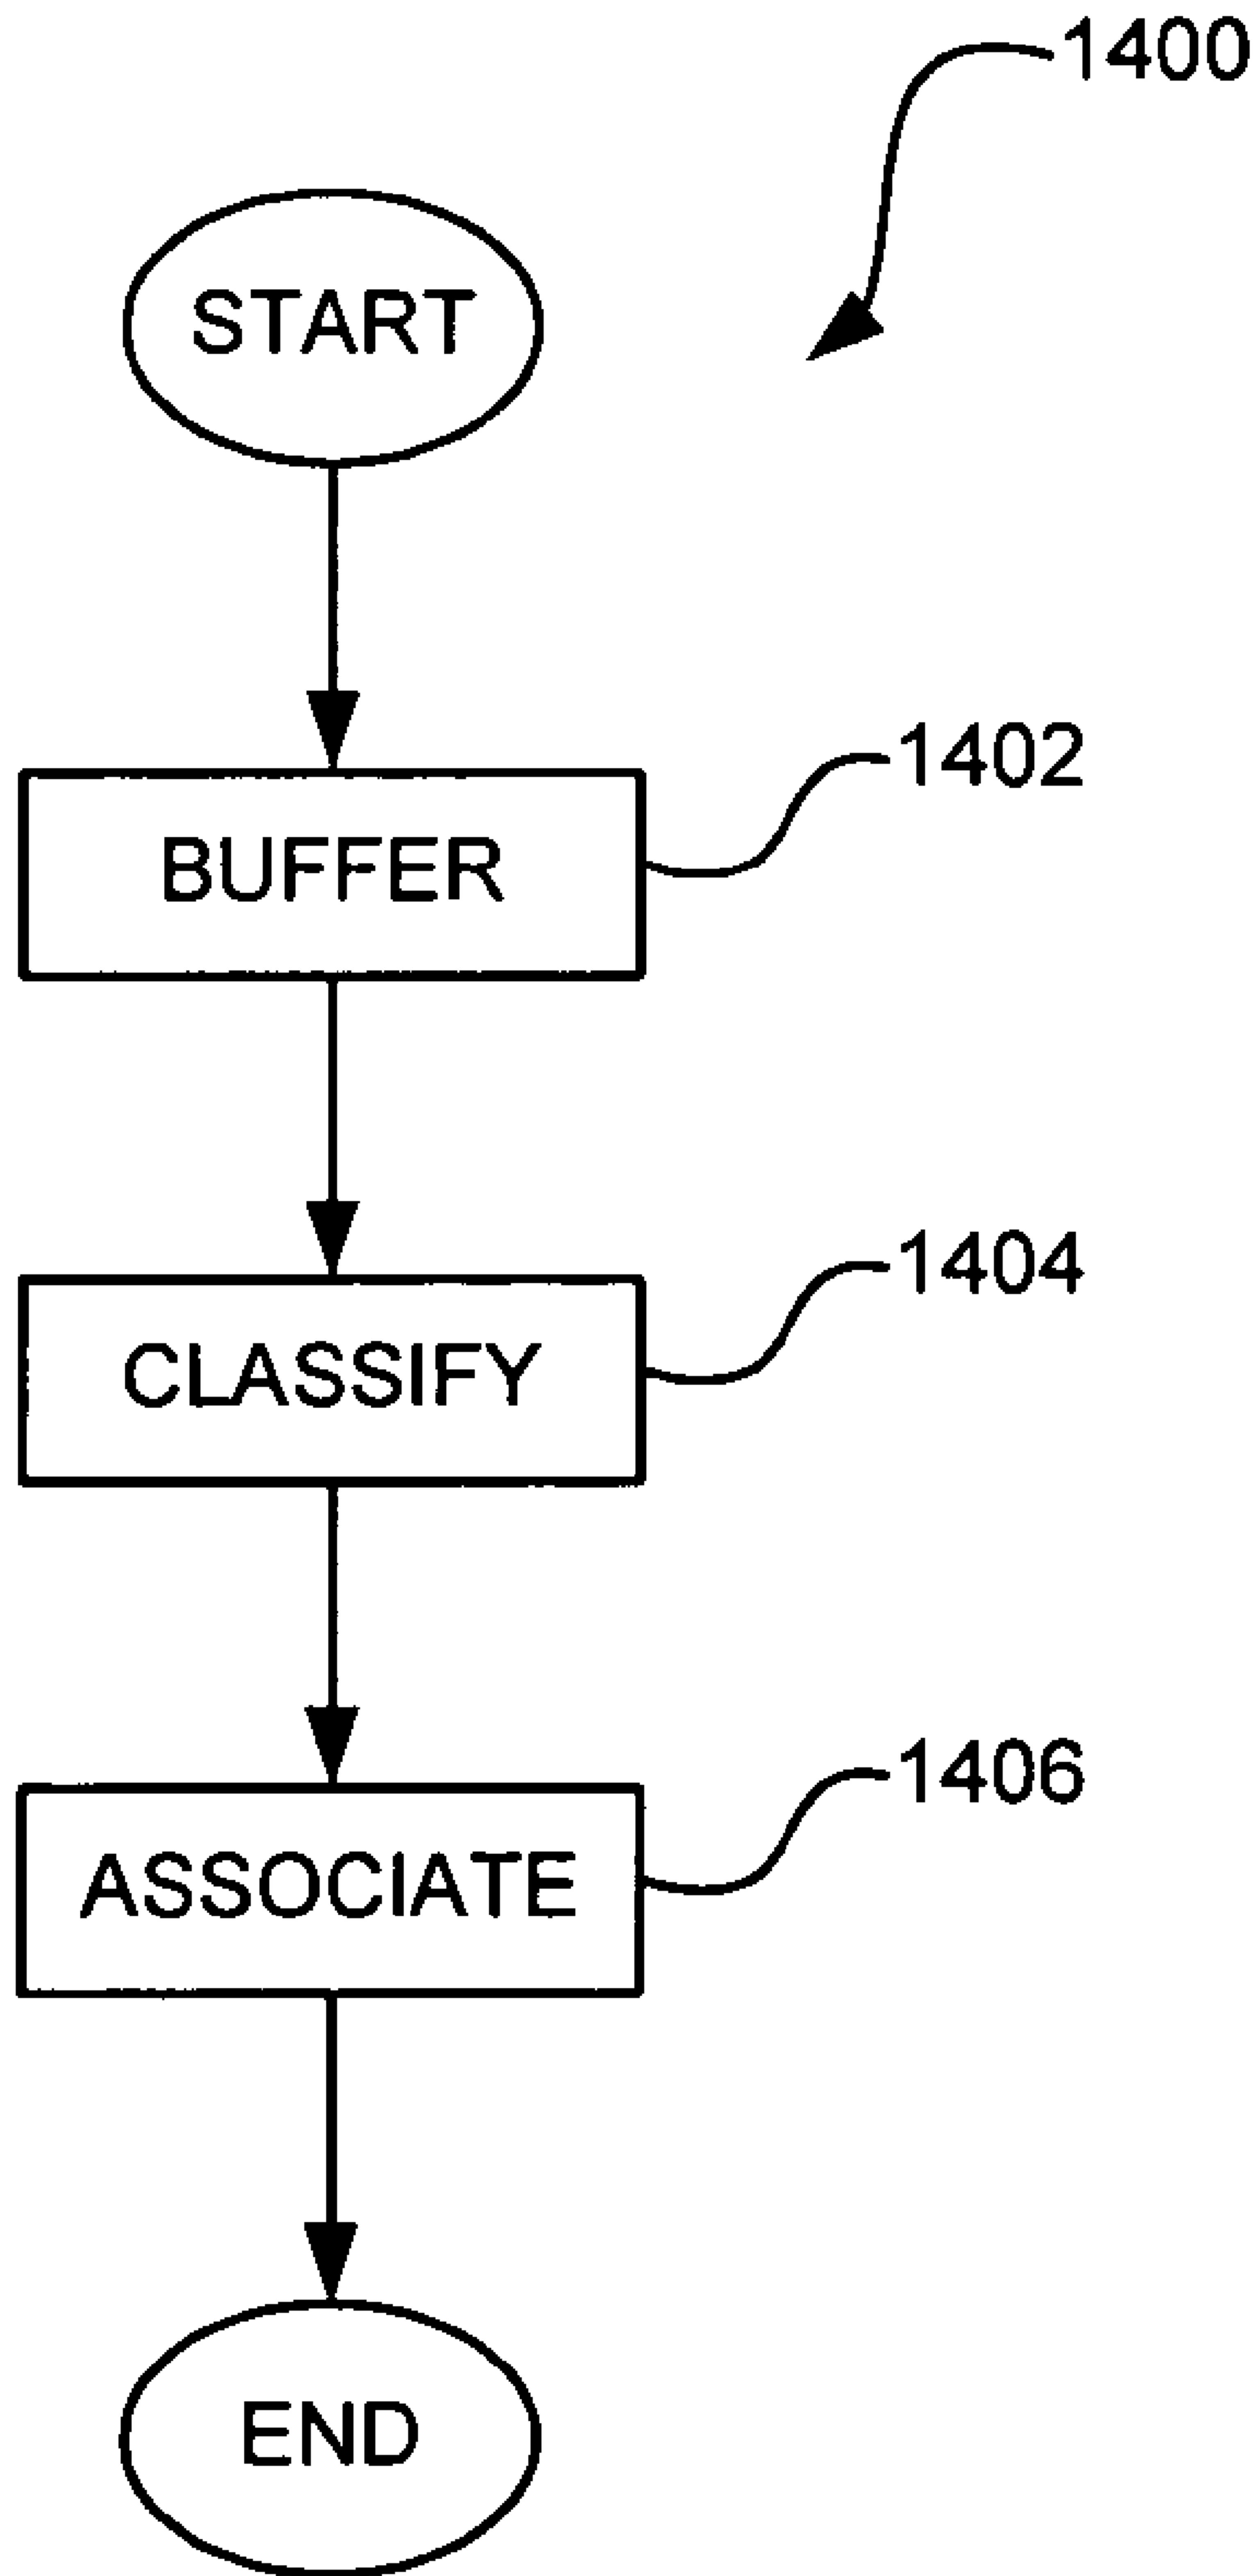 1400
START
BUFFER
1402
CLASSIFY
1404
ASSOCIATE
1406
END